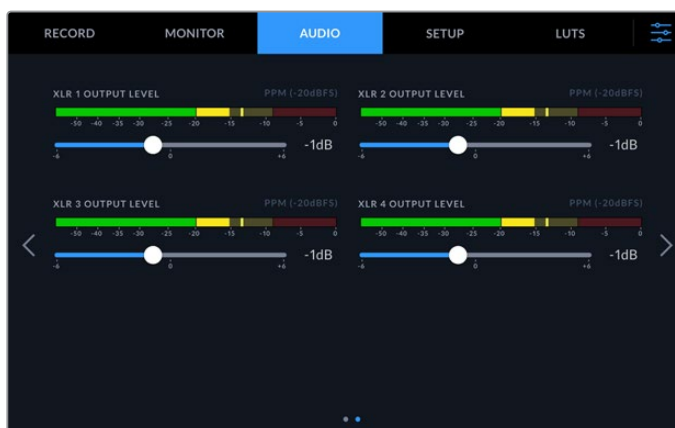 RECORD MONITOR AUDIO SETUP LUTS
XLR 1 OUTPUT LEVEL PPM (-20dBFS)
-50 -40 -35 -30 -20 -15 -10 -5 0
-6 0 +6 -1dB
XLR 2 OUTPUT LEVEL PPM (-20dBFS)
-50 -40 -35 -30 -20 -15 -10 -5 0
-6 0 +6 -1dB
XLR 3 OUTPUT LEVEL PPM (-20dBFS)
-50 -40 -35 -30 -20 -15 -10 -5 0
-6 0 +6 -1dB
XLR 4 OUTPUT LEVEL PPM (-20dBFS)
-50 -40 -35 -30 -20 -15 -10 -5 0
-6 0 +6 -1dB